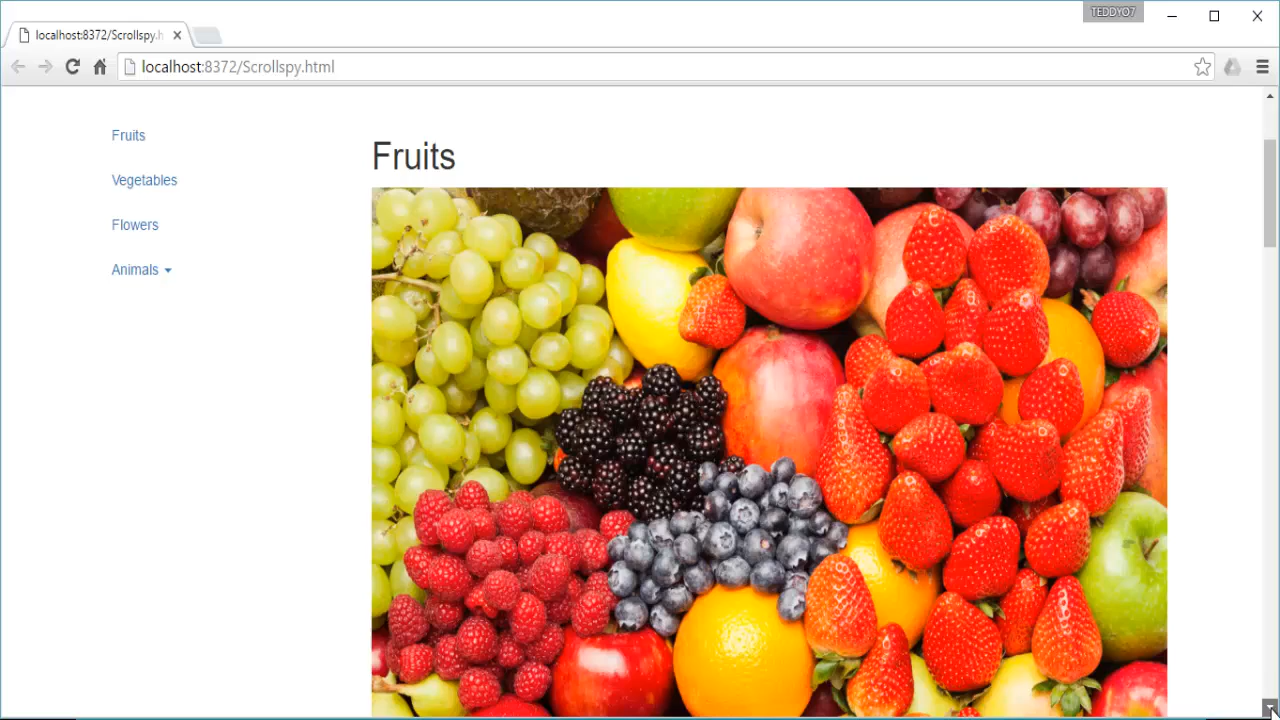 TEDDY07
localhost:8372/Scrollspy.h
localhost:8372/Scrollspy.html
Fruits
Vegetables
Flowers
Animals
Fruits